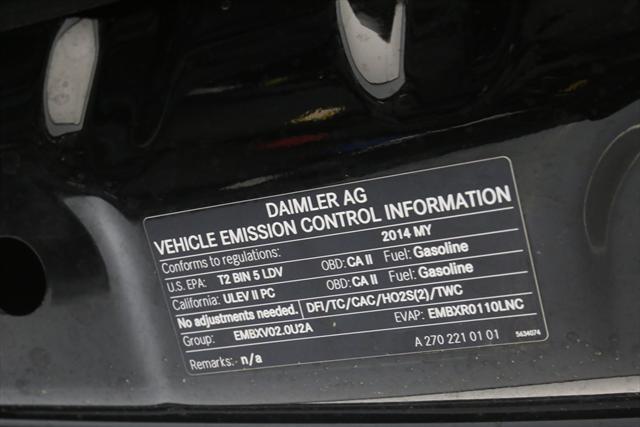 DAIMLER AG
VEHICLE EMISSION CONTROL INFORMATION
Conforms to regulations: 2014 MY
U.S. EPA: T2 BIN 5 LDV OBD: CA II Fuel: Gasoline
California: ULEV II PC OBD: CA II Fuel: Gasoline
No adjustments needed. DFI/TC/CAC/HO2S(2)/TWC
Group: EMBXV02.0U2A EVAP: EMBXR0110LNC
Remarks: n/a A 270 221 01 01 5634074